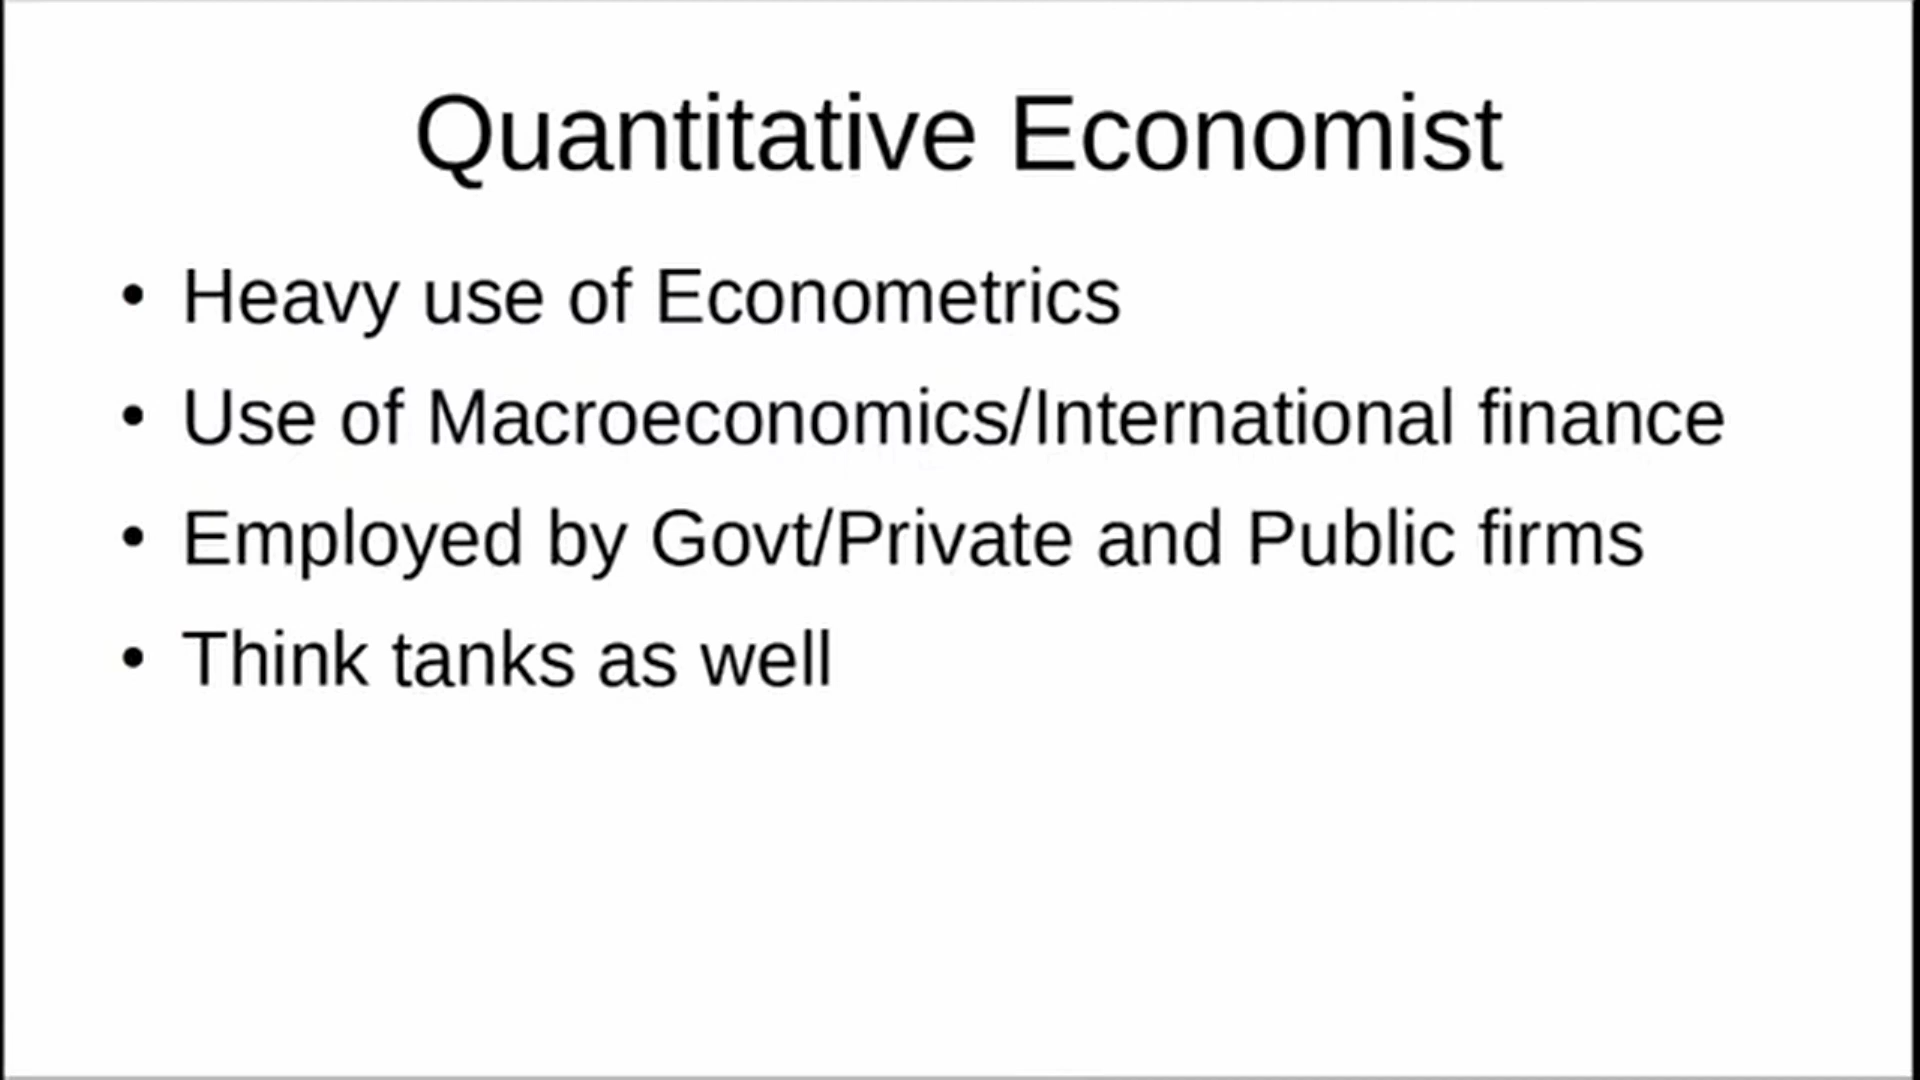 Quantitative Economist
• Heavy use of Econometrics
• Use of Macroeconomics/International finance
• Employed by Govt/Private and Public firms
• Think tanks as well